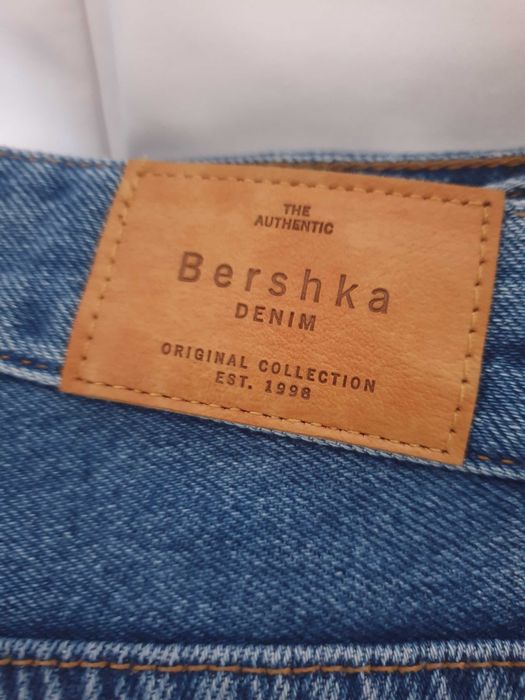 THE
AUTHENTIC
Bershka
DENIM
ORIGINAL COLLECTION
EST. 1998